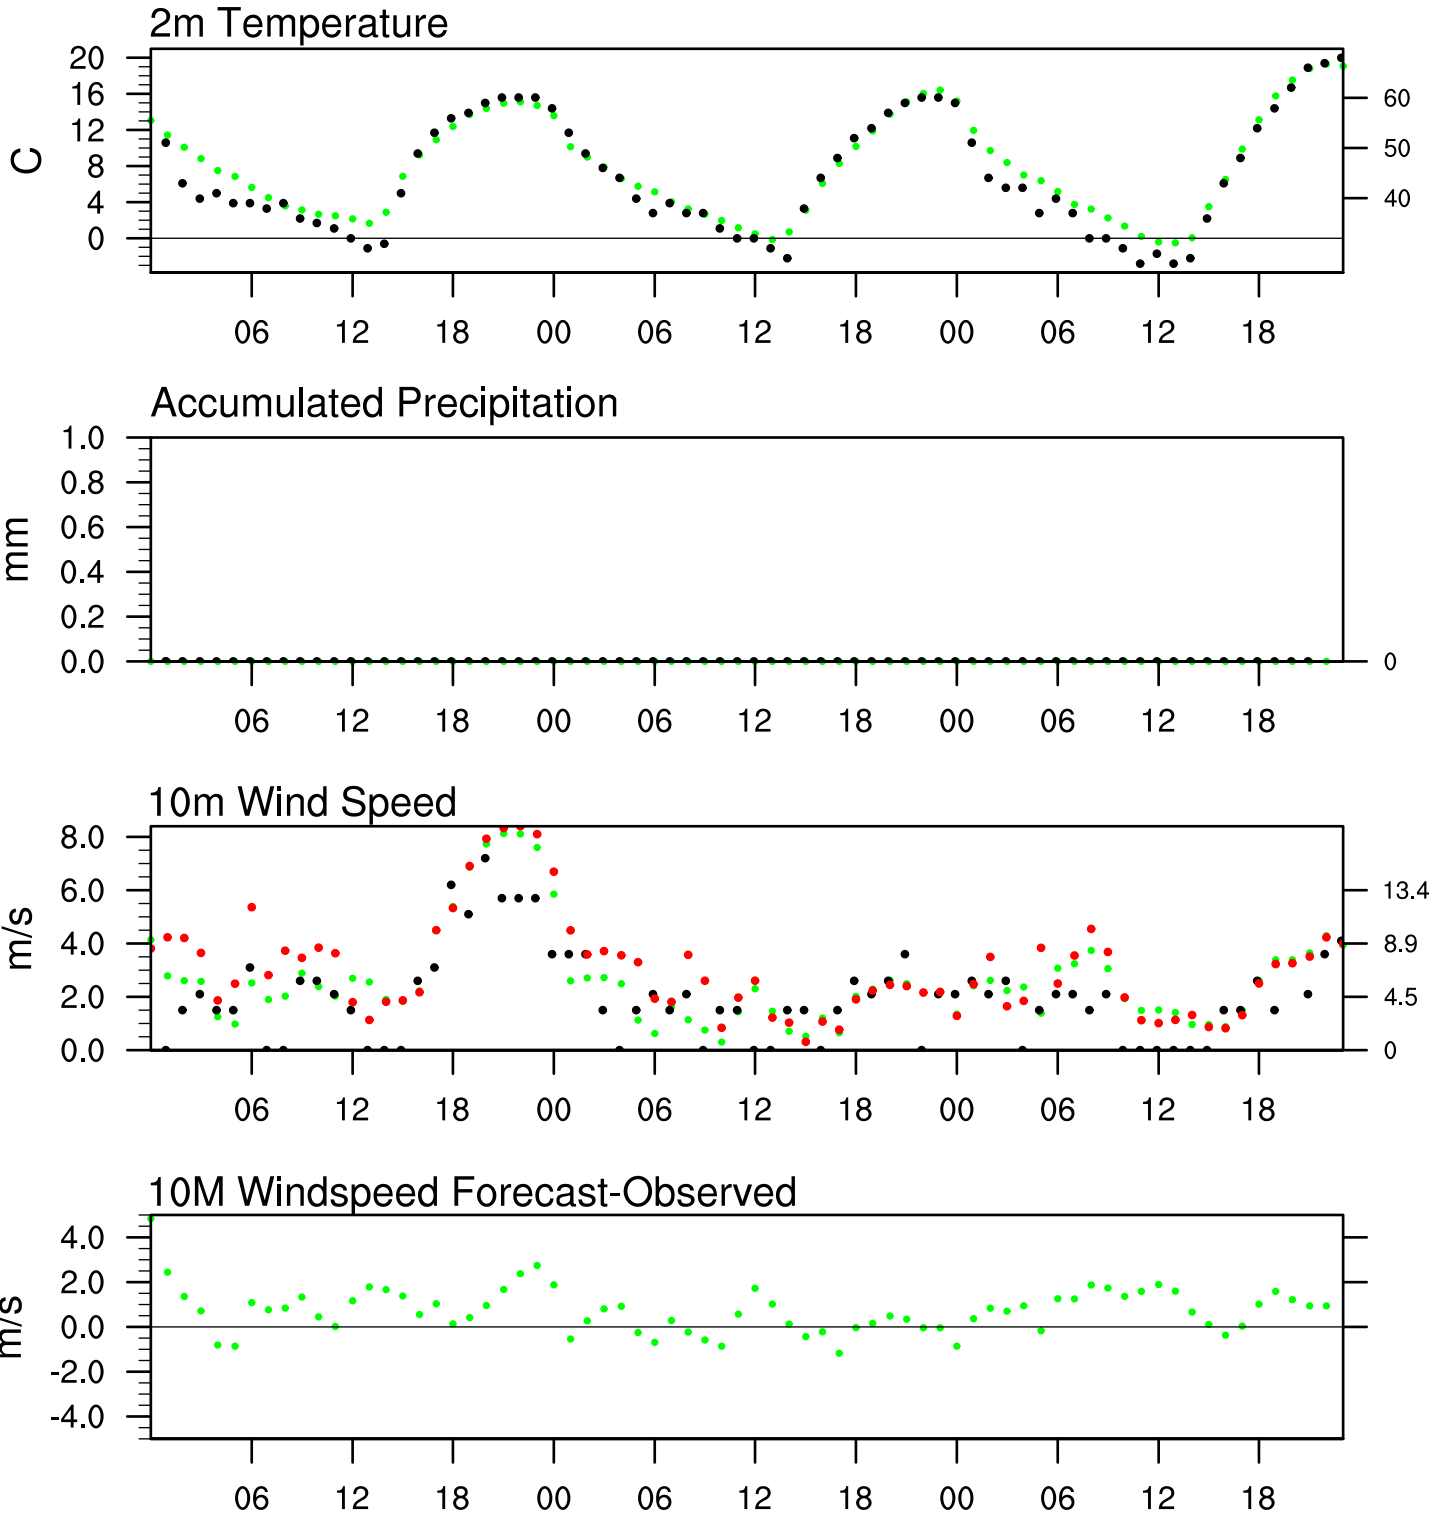 2m Temperature
20
16
12
8
4
0
C
60
50
40
06 12 18 00 06 12 18 00 06 12 18
Accumulated Precipitation
1.0
0.8
0.6
0.4
0.2
0.0
mm
0
06 12 18 00 06 12 18 00 06 12 18
10m Wind Speed
8.0
6.0
4.0
2.0
0.0
m/s
13.4
8.9
4.5
0
06 12 18 00 06 12 18 00 06 12 18
10M Windspeed Forecast-Observed
4.0
2.0
0.0
-2.0
-4.0
m/s
06 12 18 00 06 12 18 00 06 12 18